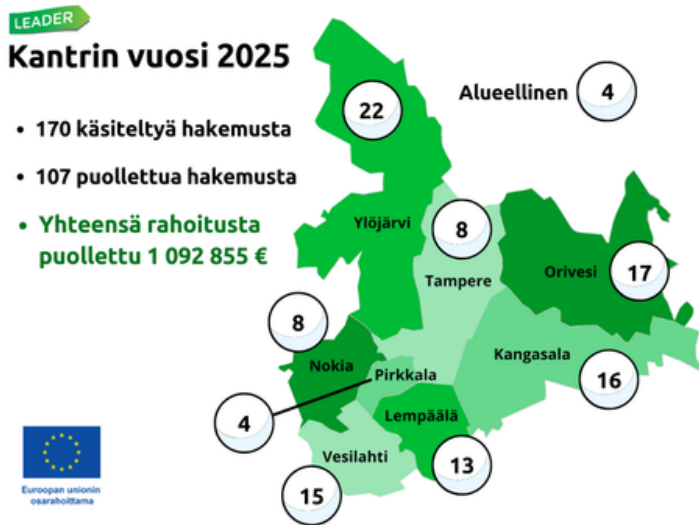 LEADER
Kantrin vuosi 2025
• 170 käsiteltyä hakemusta
• 107 puollettua hakemusta
• Yhteensä rahoitusta
puollettu 1 092 855 €
Alueellinen 4
22
Ylöjärvi
8
Tampere
Orivesi 17
8
Nokia
Pirkkala
4
Kangasala
16
Lempäälä
13
Vesilahti
15
Euroopan unionin
osarahoittama